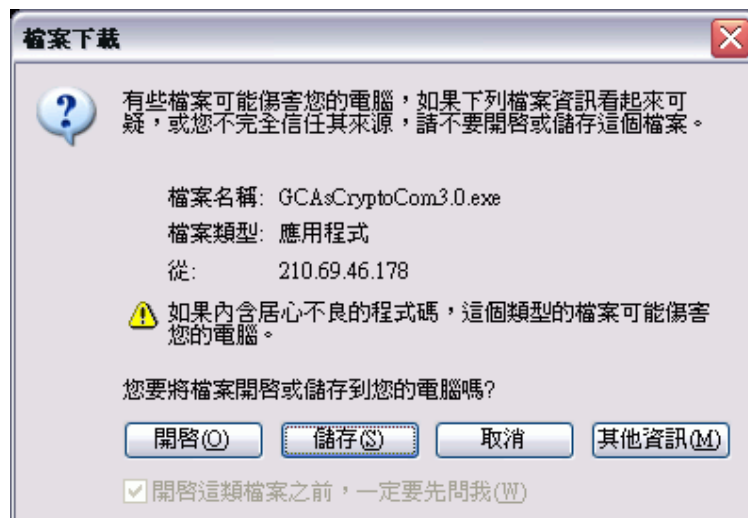 檔案下載
有些檔案可能傷害您的電腦，如果下列檔案資訊看起來可
疑，或您不完全信任其來源，請不要開啓或儲存這個檔案。
檔案名稱: GCAsCryptoCom3.0.exe
檔案類型: 應用程式
從: 210.69.46.178
如果內含居心不良的程式碼，這個類型的檔案可能傷害
您的電腦。
您要將檔案開啓或儲存到您的電腦嗎?
開啓(O) 儲存(S) 取消 其他資訊(M)
開啓這類檔案之前，一定要先問我(W)